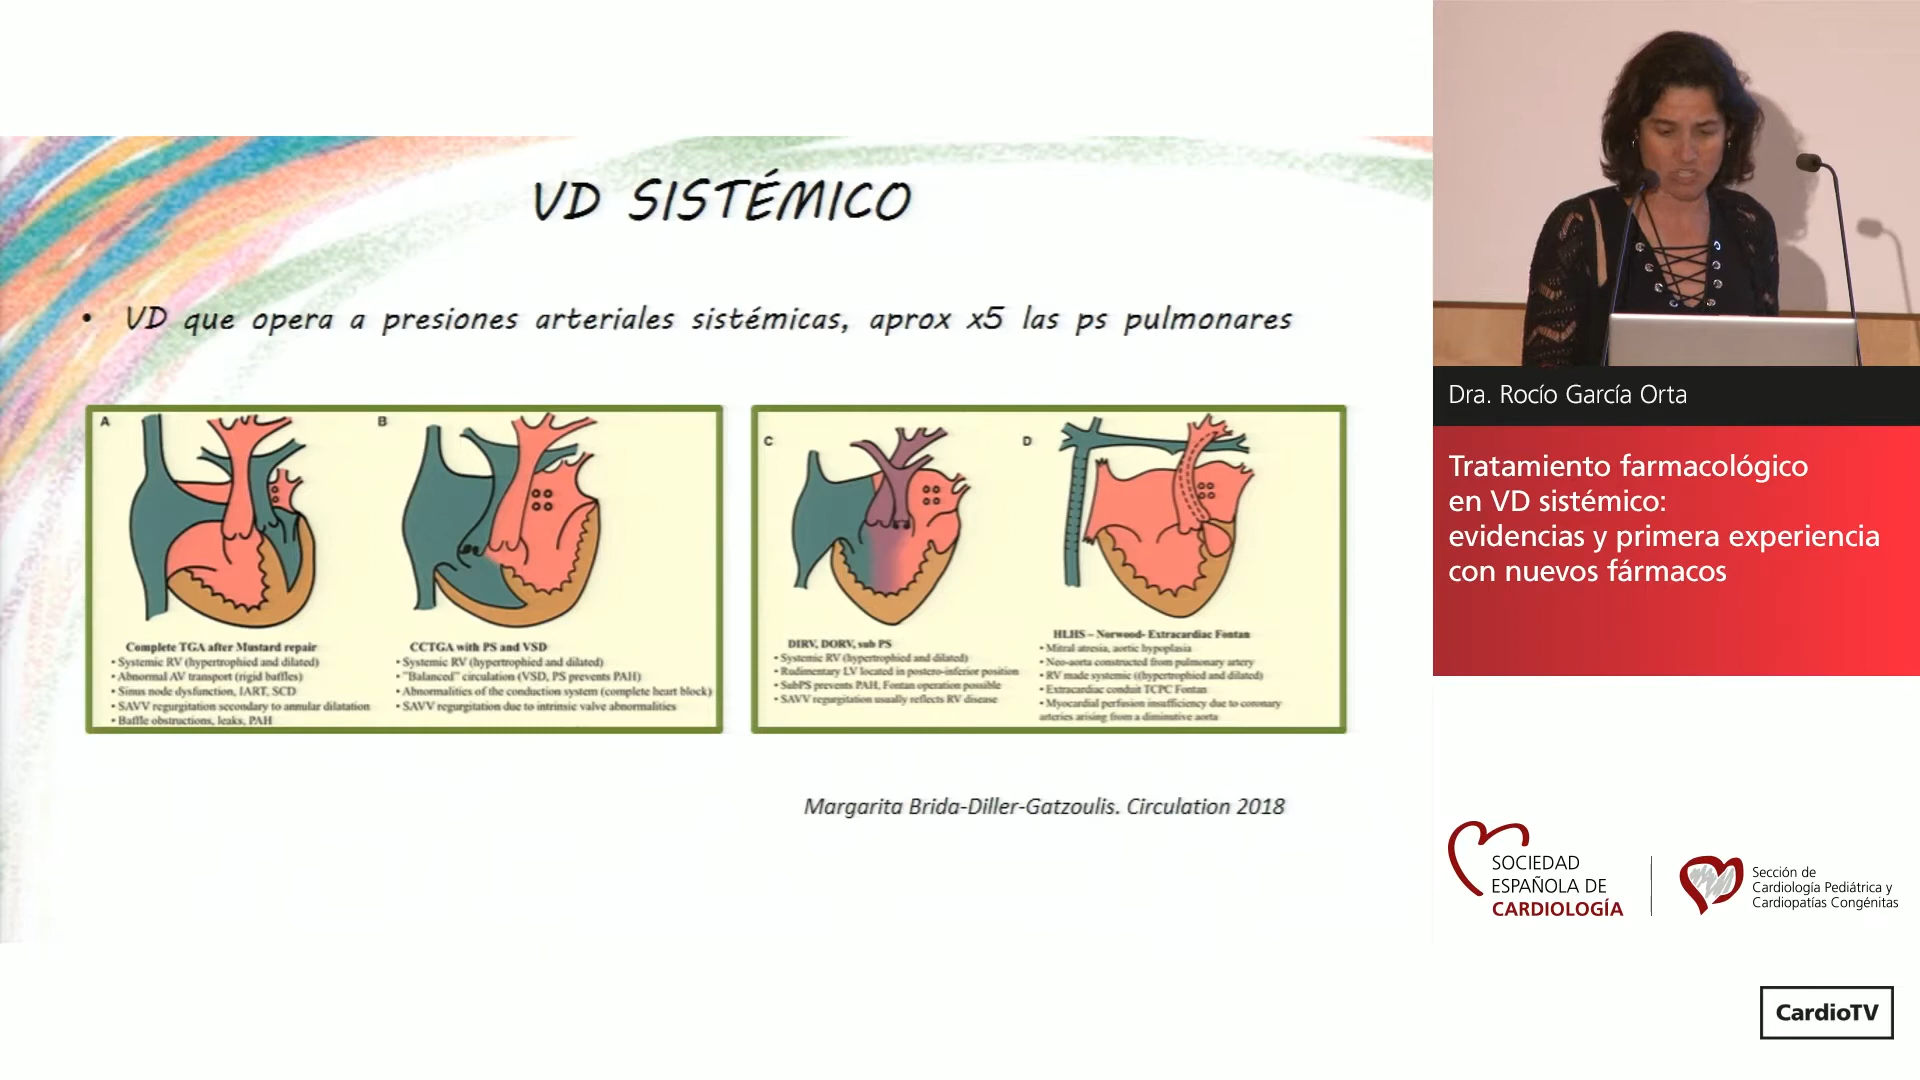 VD SISTÉMICO
• VD que opera a presiones arteriales sistémicas, aprox x5 las ps pulmonares
A
B
Complete TGA after Mustard repair
• Systemic RV (hypertrophied and dilated)
• Abnormal AV transport (rigid baffles)
• Sinus node dysfunction, IART, SCD
• SAVV regurgitation secondary to annular dilatation
• Baffle obstructions, leaks, PAH
CCTGA with PS and VSD
• Systemic RV (hypertrophied and dilated)
• "Balanced" circulation (VSD, PS prevents PAH)
• Abnormalities of the conduction system (complete heart block)
• SAVV regurgitation due to intrinsic valve abnormalities
C
D
DIRV, DORV, sub PS
• Systemic RV (hypertrophied and dilated)
• Rudimentary LV located in postero-inferior position
• SubPS prevents PAH, Fontan operation possible
• SAVV regurgitation usually reflects RV disease
HLHS – Norwood- Extracardiac Fontan
• Mitral atresia, aortic hypoplasia
• Neo-aorta constructed from pulmonary artery
• RV made systemic ((hypertrophied and dilated)
• Extracardiac conduit TCPC Fontan
• Myocardial perfusion insufficiency due to coronary
arteries arising from a diminutive aorta
Margarita Brida-Diller-Gatzoulis. Circulation 2018
Dra. Rocío García Orta
Tratamiento farmacológico
en VD sistémico:
evidencias y primera experiencia
con nuevos fármacos
SOCIEDAD
ESPAÑOLA DE
CARDIOLOGÍA
Sección de
Cardiología Pediátrica y
Cardiopatías Congénitas
CardioTV